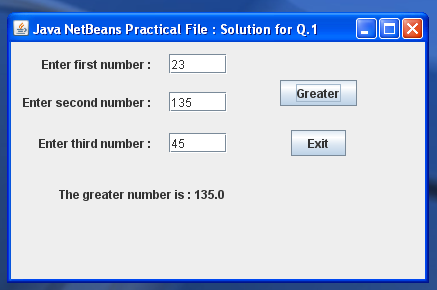 Java NetBeans Practical File : Solution for Q.1
Enter first number : 23
Greater
Enter second number : 135
Enter third number : 45
Exit
The greater number is : 135.0